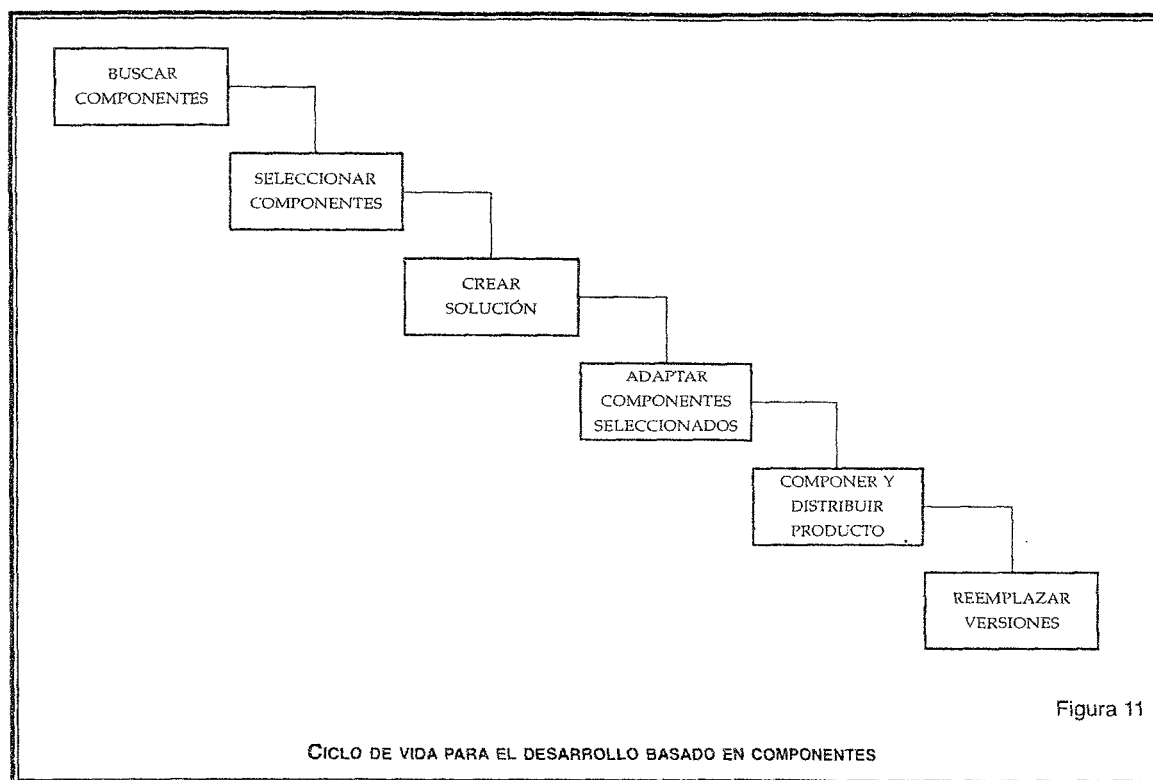 BUSCAR
COMPONENTES
SELECCIONAR
COMPONENTES
CREAR
SOLUCIÓN
ADAPTAR
COMPONENTES
SELECCIONADOS
COMPONER Y
DISTRIBUIR
PRODUCTO
REEMPLAZAR
VERSIONES
Figura 11
CICLO DE VIDA PARA EL DESARROLLO BASADO EN COMPONENTES